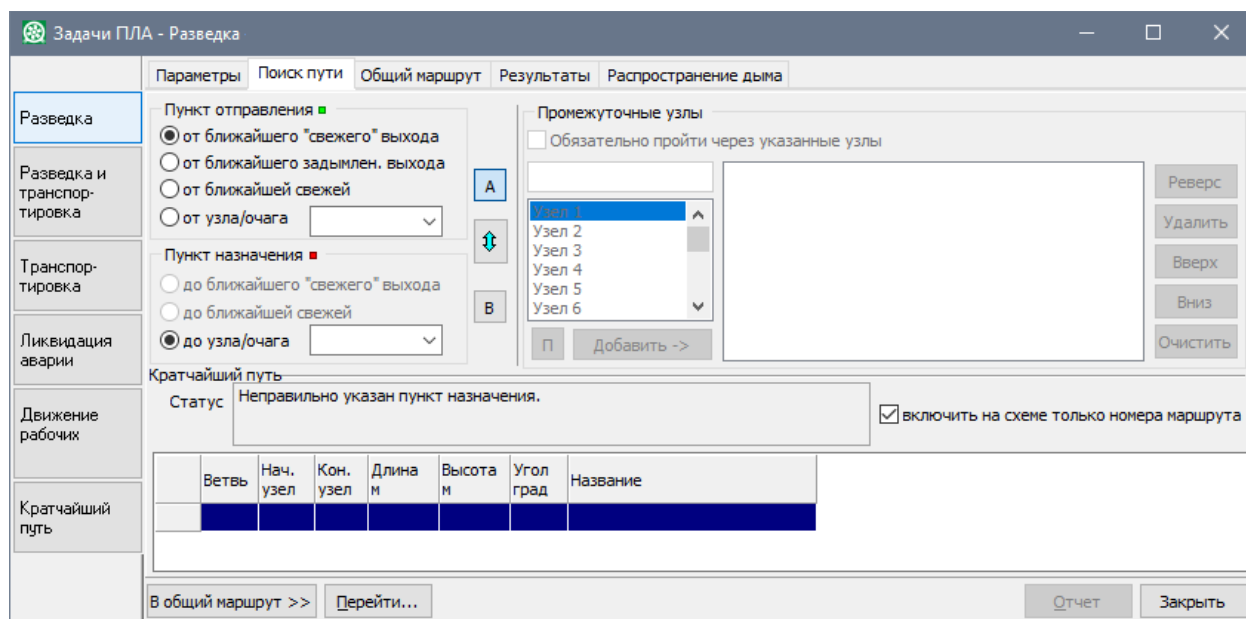 Задачи ПЛА - Разведка
Параметры
Поиск пути
Общий маршрут
Результаты
Распространение дыма
Разведка
Разведка и
транспор-
тировка
Транспор-
тировка
Ликвидация
аварии
Движение
рабочих
Кратчайший
путь
Пункт отправления
от ближайшего "свежего" выхода
от ближайшего задымлен. выхода
от ближайшей свежей
от узла/очага
Пункт назначения
до ближайшего "свежего" выхода
до ближайшей свежей
до узла/очага
A
B
Промежуточные узлы
Обязательно пройти через указанные узлы
Узел 1
Узел 2
Узел 3
Узел 4
Узел 5
Узел 6
П
Добавить ->
Реверс
Удалить
Вверх
Вниз
Очистить
Кратчайший путь
Статус
Неправильно указан пункт назначения.
включить на схеме только номера маршрута
Ветвь
Нач.
узел
Кон.
узел
Длина
м
Высота
м
Угол
град
Название
В общий маршрут >>
Перейти...
Отчет
Закрыть